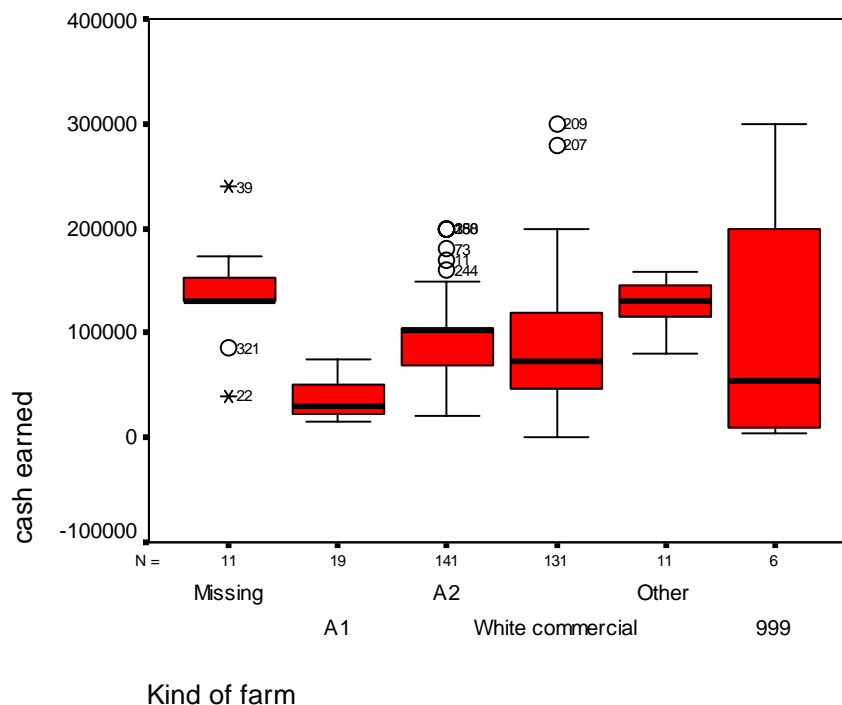 400000
300000
200000
100000
0
-100000
cash earned
39
321
22
73
11
244
209
207
N = 11 19 141 131 11 6
Missing A2 Other
A1 White commercial 999
Kind of farm